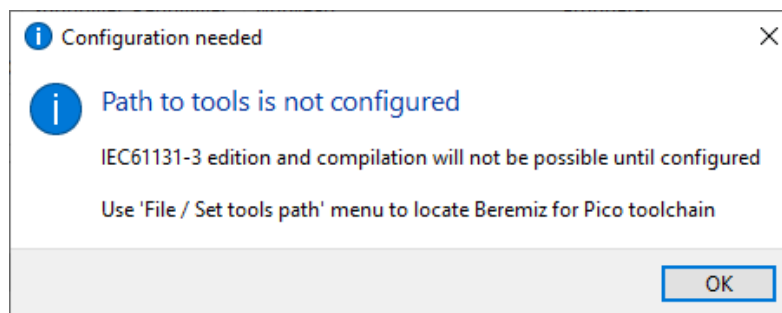 Configuration needed
Path to tools is not configured
IEC61131-3 edition and compilation will not be possible until configured
Use 'File / Set tools path' menu to locate Beremiz for Pico toolchain
OK